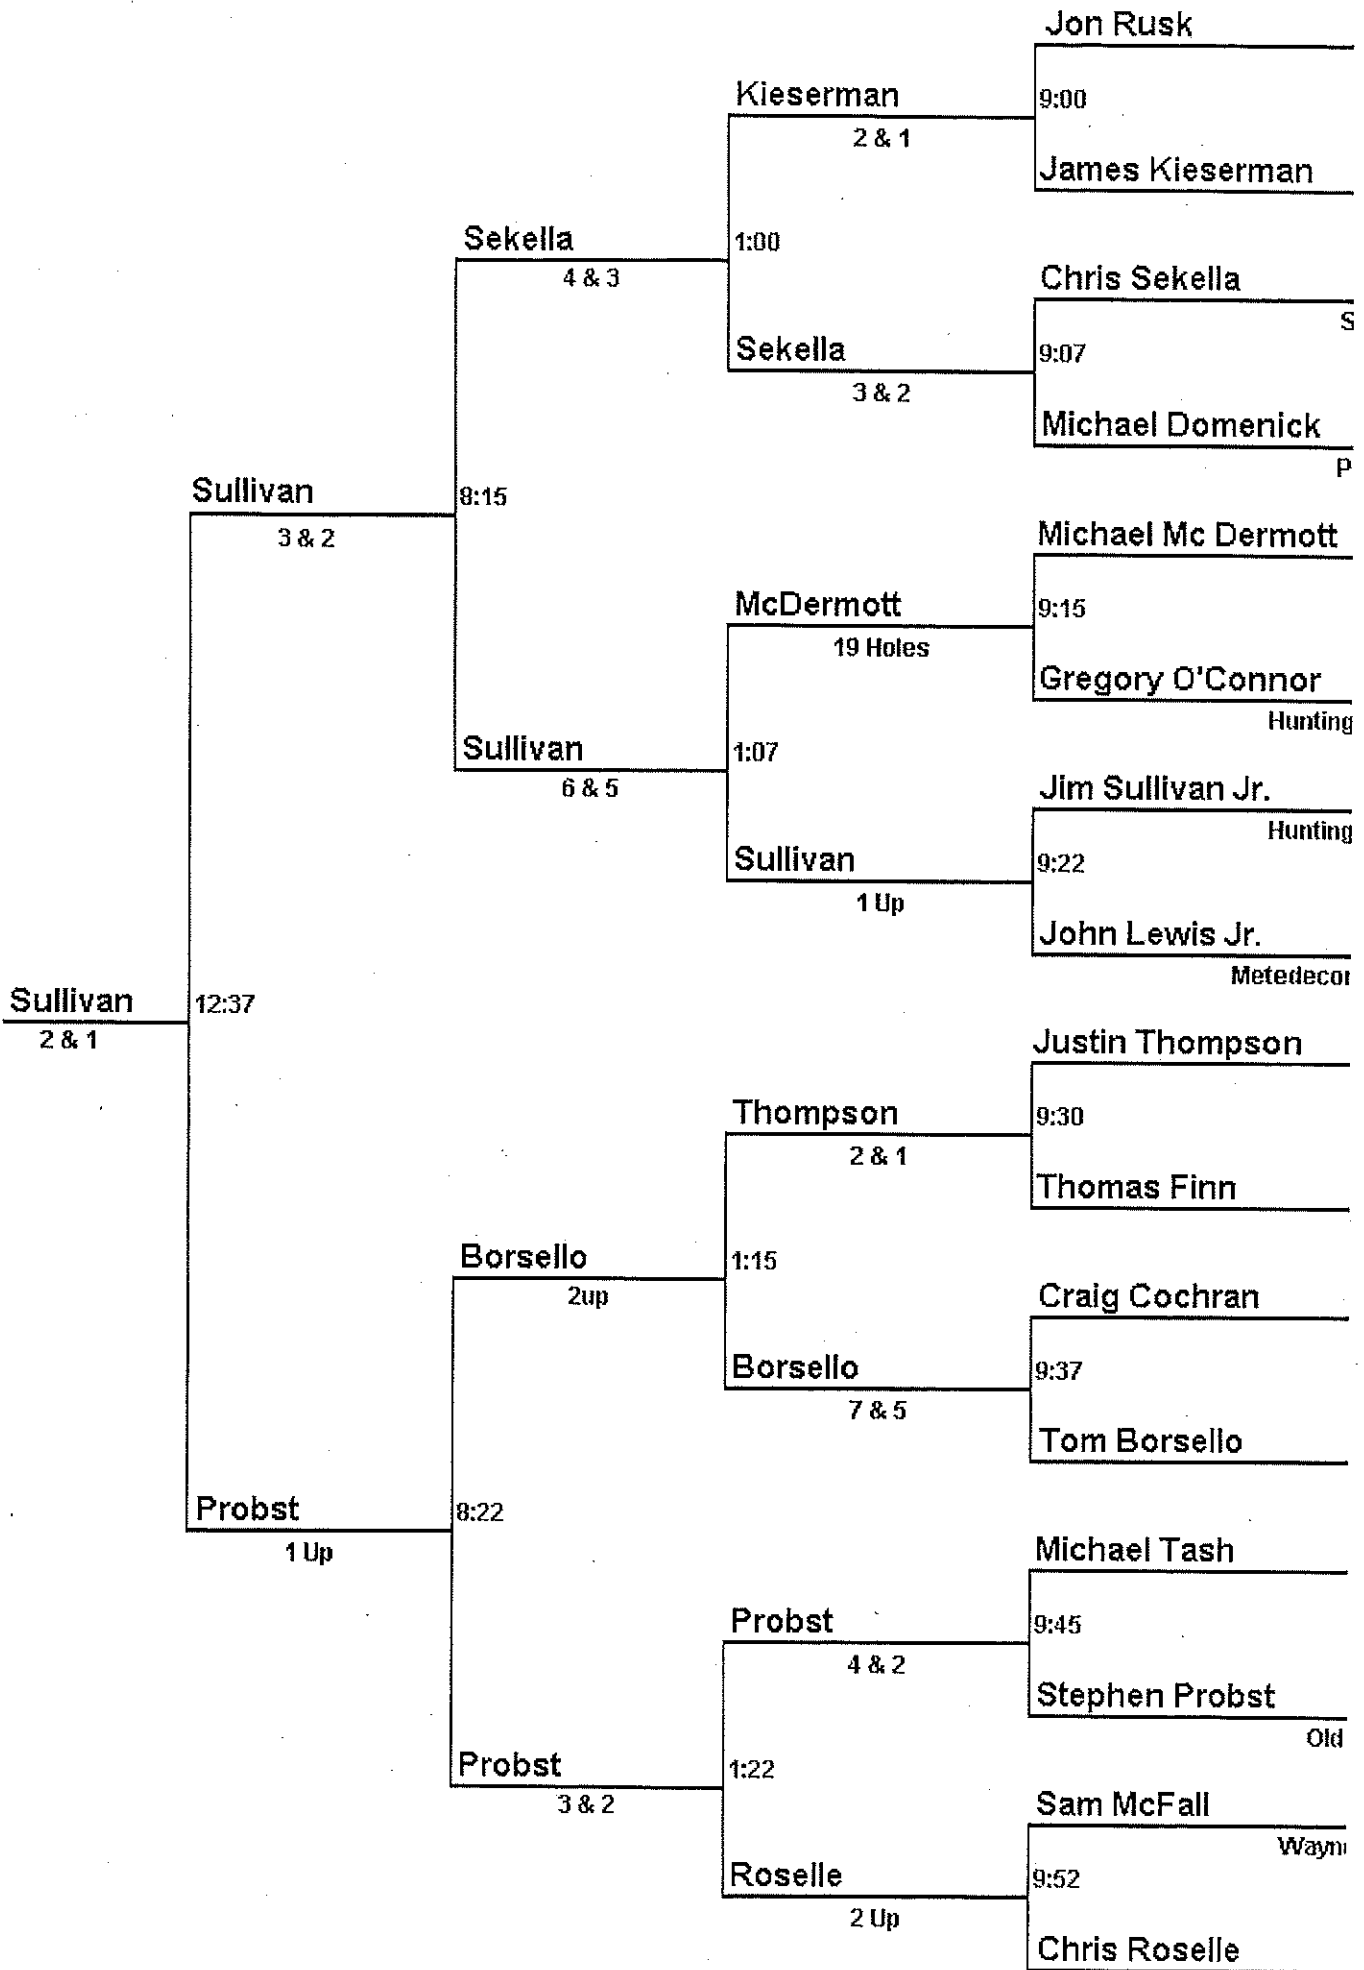 Jon Rusk
Kieserman
9:00
2 & 1
James Kieserman
Sekella
1:00
4 & 3
Chris Sekella
S
Sekella
9:07
3 & 2
Michael Domenick
P
Sullivan
8:15
3 & 2
Michael Mc Dermott
McDermott
9:15
19 Holes
Gregory O'Connor
Hunting
Sullivan
1:07
6 & 5
Jim Sullivan Jr.
Hunting
Sullivan
9:22
1 Up
John Lewis Jr.
Metedecon
Sullivan
12:37
2 & 1
Justin Thompson
Thompson
9:30
2 & 1
Thomas Finn
Borsello
1:15
2up
Craig Cochran
Borsello
9:37
7 & 5
Tom Borsello
Probst
8:22
1 Up
Michael Tash
Probst
9:45
4 & 2
Stephen Probst
Old
Probst
1:22
3 & 2
Sam McFall
Wayn
Roselle
9:52
2 Up
Chris Roselle